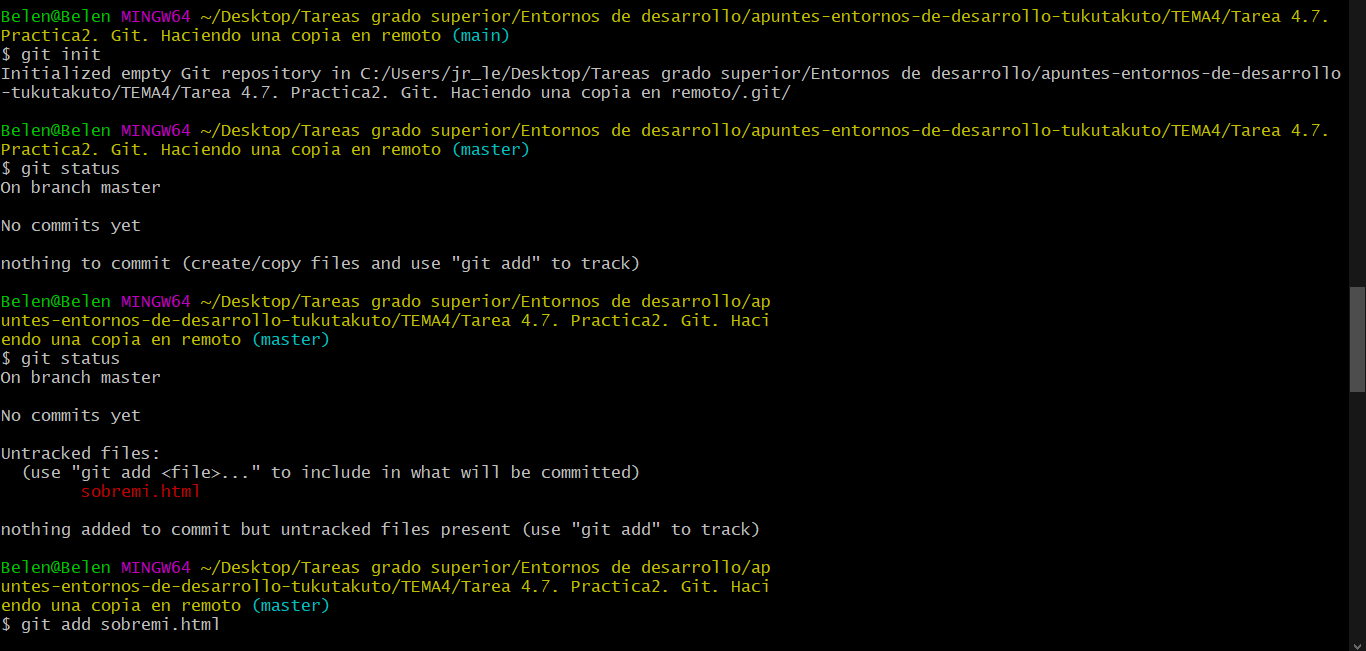 Belen@Belen MINGW64 ~/Desktop/Tareas grado superior/Entornos de desarrollo/apuntes-entornos-de-desarrollo-tukutakuto/TEMA4/Tarea 4.7.
Practica2. Git. Haciendo una copia en remoto (main)
$ git init
Initialized empty Git repository in C:/Users/jr_le/Desktop/Tareas grado superior/Entornos de desarrollo/apuntes-entornos-de-desarrollo
-tukutakuto/TEMA4/Tarea 4.7. Practica2. Git. Haciendo una copia en remoto/.git/
Belen@Belen MINGW64 ~/Desktop/Tareas grado superior/Entornos de desarrollo/apuntes-entornos-de-desarrollo-tukutakuto/TEMA4/Tarea 4.7.
Practica2. Git. Haciendo una copia en remoto (master)
$ git status
On branch master
No commits yet
nothing to commit (create/copy files and use "git add" to track)
Belen@Belen MINGW64 ~/Desktop/Tareas grado superior/Entornos de desarrollo/ap
untes-entornos-de-desarrollo-tukutakuto/TEMA4/Tarea 4.7. Practica2. Git. Haci
endo una copia en remoto (master)
$ git status
On branch master
No commits yet
Untracked files:
  (use "git add <file>..." to include in what will be committed)
        sobremi.html
nothing added to commit but untracked files present (use "git add" to track)
Belen@Belen MINGW64 ~/Desktop/Tareas grado superior/Entornos de desarrollo/ap
untes-entornos-de-desarrollo-tukutakuto/TEMA4/Tarea 4.7. Practica2. Git. Haci
endo una copia en remoto (master)
$ git add sobremi.html